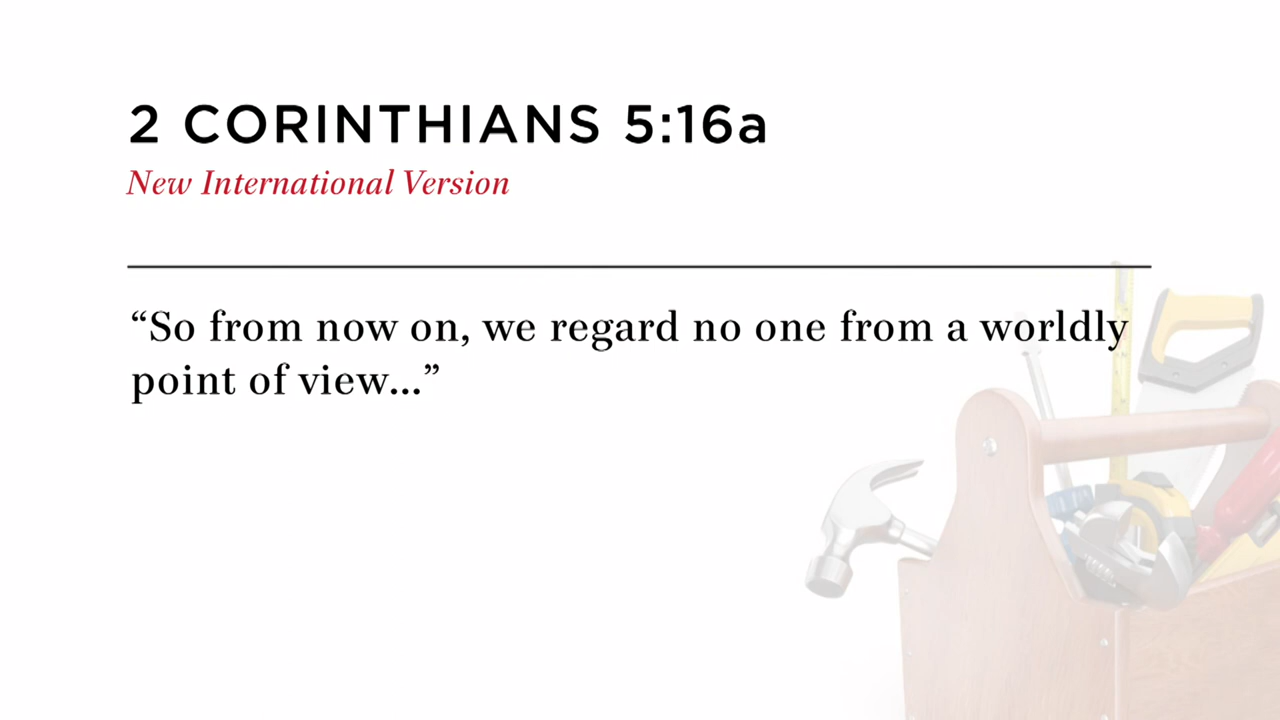 2 CORINTHIANS 5:16a
New International Version
“So from now on, we regard no one from a worldly
point of view...”